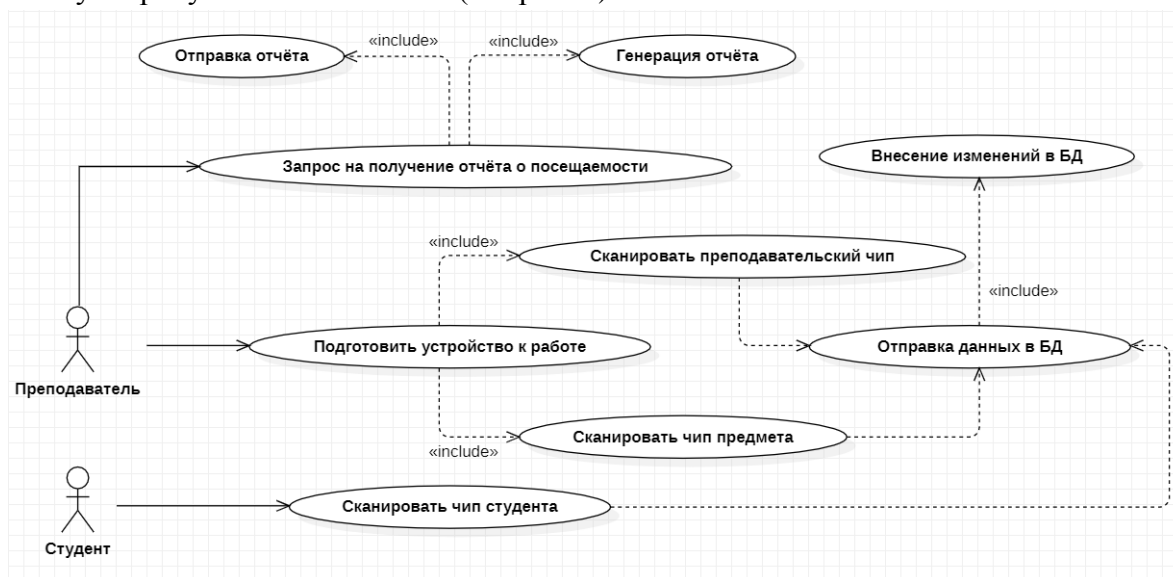 «include»
«include»
Отправка отчёта
Генерация отчёта
Запрос на получение отчёта о посещаемости
Внесение изменений в БД
«include»
Сканировать преподавательский чип
«include»
Подготовить устройство к работе
Отправка данных в БД
Преподаватель
Сканировать чип предмета
«include»
Сканировать чип студента
Студент